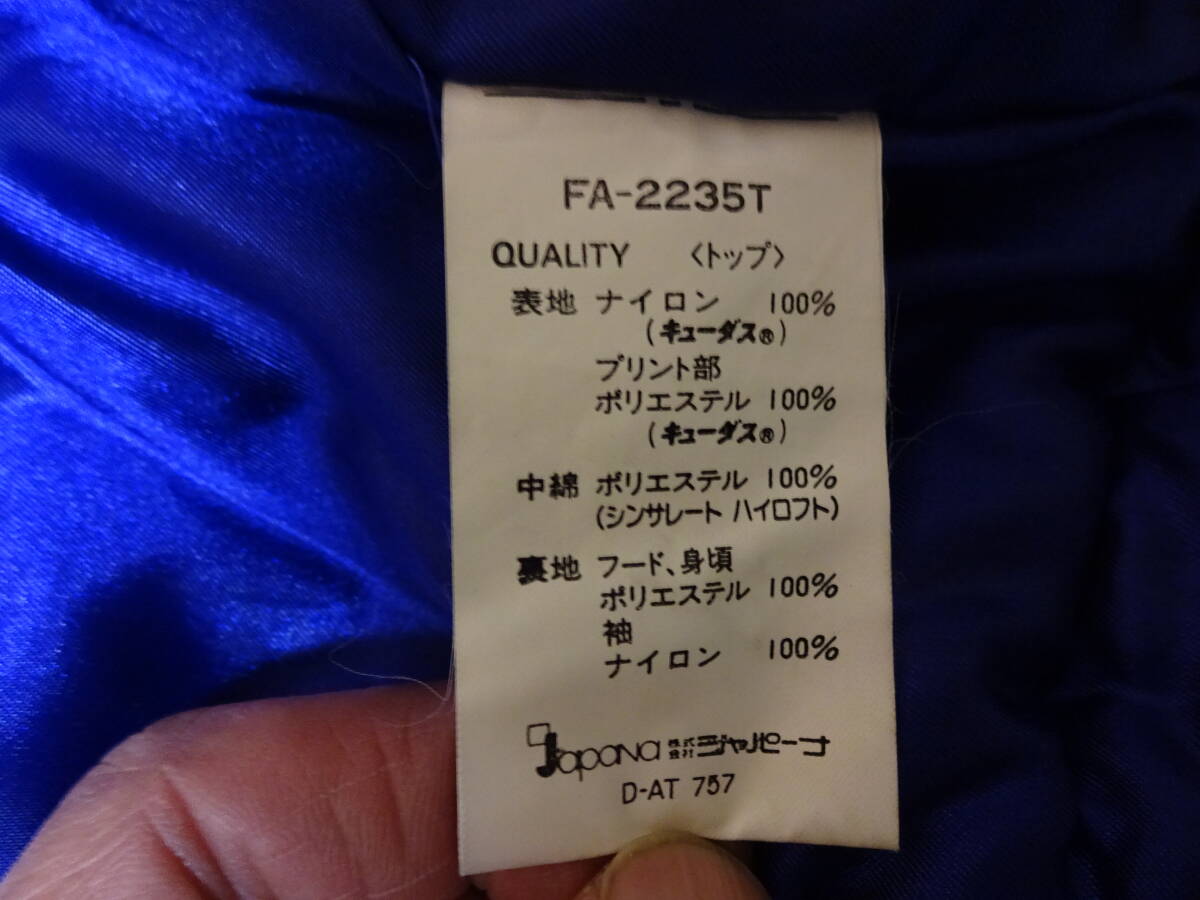 FA-2235T
QUALITY 〈トップ〉
表地 ナイロン 100%
(キューダス®)
プリント部
ポリエステル 100%
(キューダス®)
中綿 ポリエステル 100%
(シンサレート ハイロフト)
裏地 フード、身頃
ポリエステル 100%
袖
ナイロン 100%
Japana 株式会社 ジャパーナ
D-AT 757